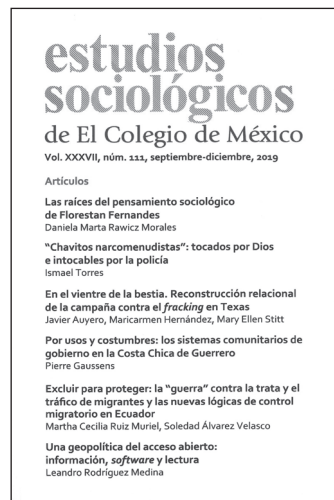 estudios
sociológicos
de El Colegio de México
Vol. XXXVII, núm. 111, septiembre-diciembre, 2019
Artículos
Las raíces del pensamiento sociológico
de Florestan Fernandes
Daniela Marta Rawicz Morales
"Chavitos narcomenudistas": tocados por Dios
e intocables por la policía
Ismael Torres
En el vientre de la bestia. Reconstrucción relacional
de la campaña contra el fracking en Texas
Javier Auyero, Maricarmen Hernández, Mary Ellen Stitt
Por usos y costumbres: los sistemas comunitarios de
gobierno en la Costa Chica de Guerrero
Pierre Gaussens
Excluir para proteger: la "guerra" contra la trata y el
tráfico de migrantes y las nuevas lógicas de control
migratorio en Ecuador
Martha Cecilia Ruiz Muriel, Soledad Álvarez Velasco
Una geopolítica del acceso abierto:
información, software y lectura
Leandro Rodríguez Medina